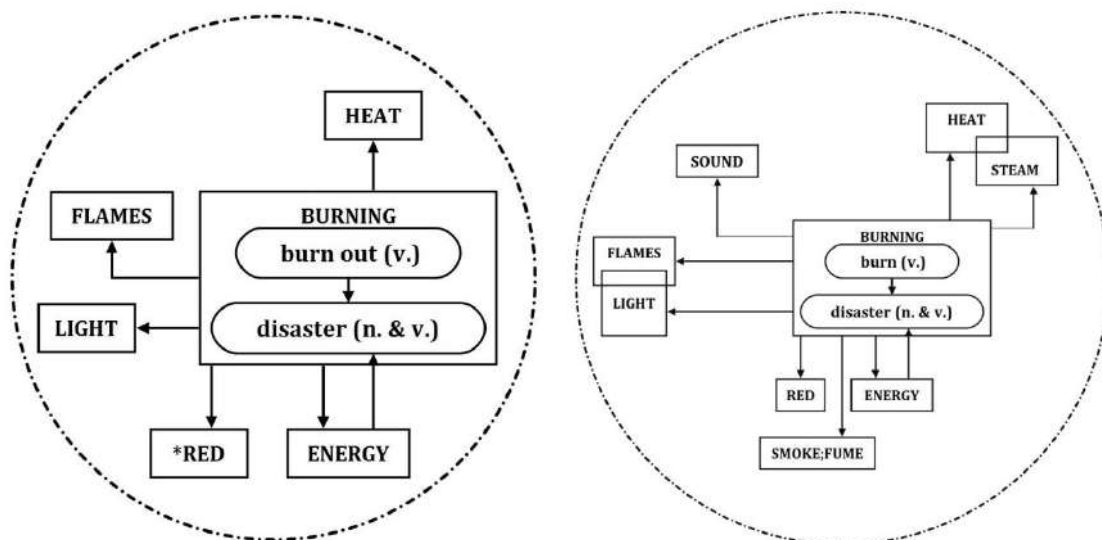 HEAT
FLAMES
BURNING
burn out (v.)
disaster (n. & v.)
LIGHT
*RED
ENERGY
HEAT
STEAM
SOUND
BURNING
burn (v.)
disaster (n. & v.)
FLAMES
LIGHT
RED
ENERGY
SMOKE;FUME